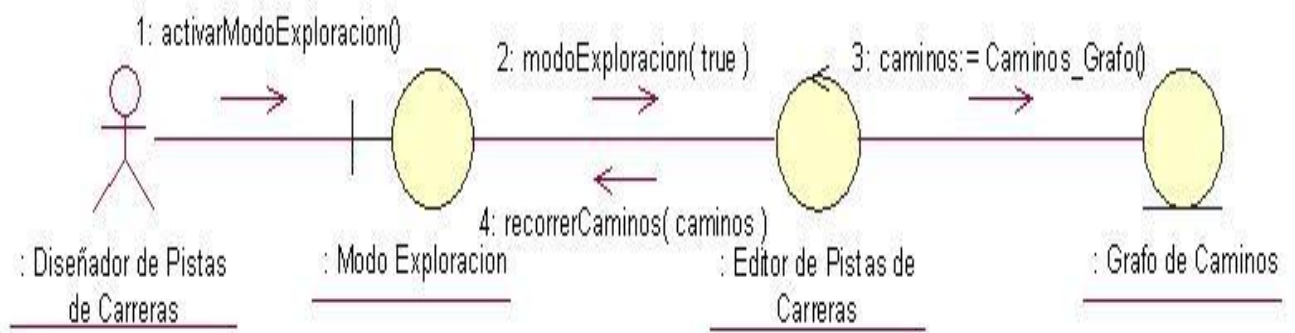 1: activarModoExploracion()
2: modoExploracion( true )
3: caminos:= Caminos_Grafo()
4: recorrerCaminos( caminos )
: Diseñador de Pistas
de Carreras
: Modo Exploracion
: Editor de Pistas de
Carreras
: Grafo de Caminos